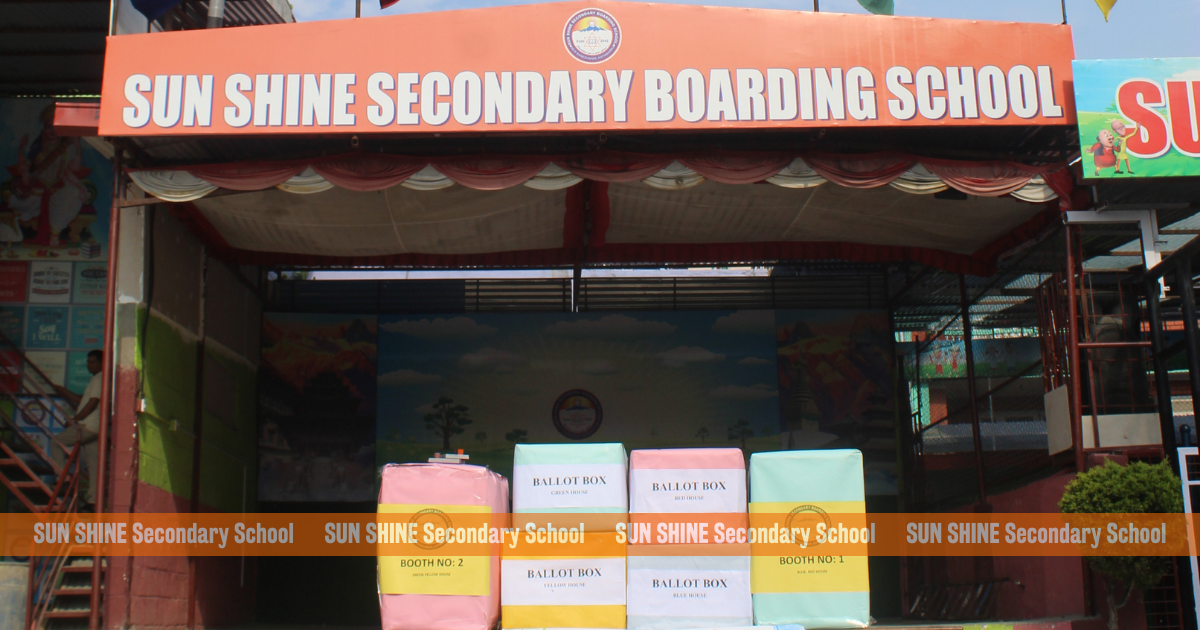 SUN SHINE SECONDARY BOARDING SCHOOL
SU
BALLOT BOX
GREEN HOUSE
BALLOT BOX
RED HOUSE
SUN SHINE Secondary School SUN SHINE Secondary School SUN SHINE Secondary School SUN SHINE Secondary School
BOOTH NO: 2
BOOTH NO: 1
BALLOT BOX
YELLOW HOUSE
BALLOT BOX
BLUE HOUSE